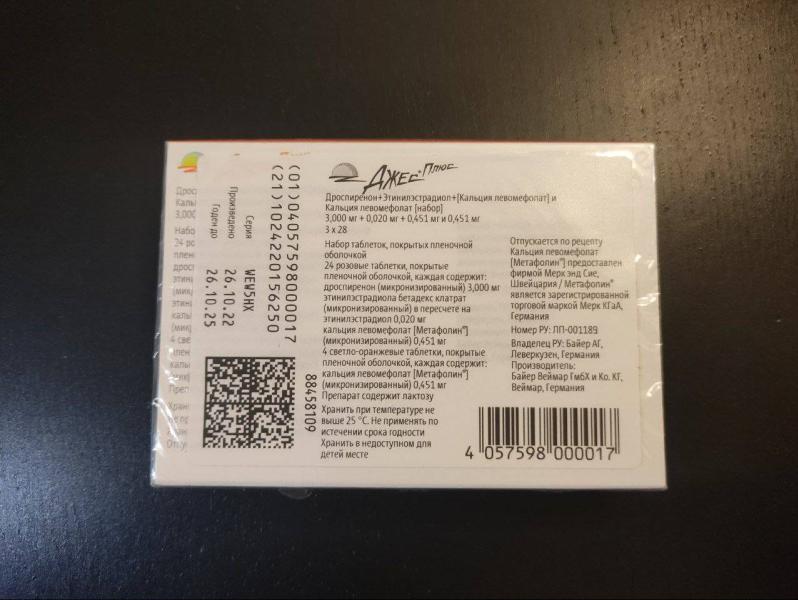 Джес® Плюс
Дроспиренон+Этинилэстрадиол+[Кальция левомефолат] и
Кальция левомефолат [набор]
3,000 мг + 0,020 мг + 0,451 мг и 0,451 мг
3 x 28
Набор таблеток, покрытых пленочной
оболочкой
24 розовые таблетки, покрытые
пленочной оболочкой, каждая содержит:
дроспиренон (микронизированный) 3,000 мг
этинилэстрадиола бетадекс клатрат
(микронизированный) в пересчете на
этинилэстрадиол 0,020 мг
кальция левомефолат [Метафолин®]
(микронизированный) 0,451 мг
4 светло-оранжевые таблетки, покрытые
пленочной оболочкой, каждая содержит:
кальция левомефолат [Метафолин®]
(микронизированный) 0,451 мг
Препарат содержит лактозу
Хранить при температуре не
выше 25 °C. Не применять по
истечении срока годности
Хранить в недоступном для
детей месте
Отпускается по рецепту
Кальция левомефолат
[Метафолин®] предоставлен
фирмой Мерк энд Сие,
Швейцария / Метафолин®
является зарегистрированной
торговой маркой Мерк КГаА,
Германия
Номер РУ: ЛП-001189
Владелец РУ: Байер АГ,
Леверкузен, Германия
Производитель:
Байер Веймар ГмбХ и Ко. КГ,
Веймар, Германия
4 057598 000017
(01)04057598000017
(21)1024220156250
Серия WEW5HX
Произведено 26.10.22
Годен до 26.10.25
88458109